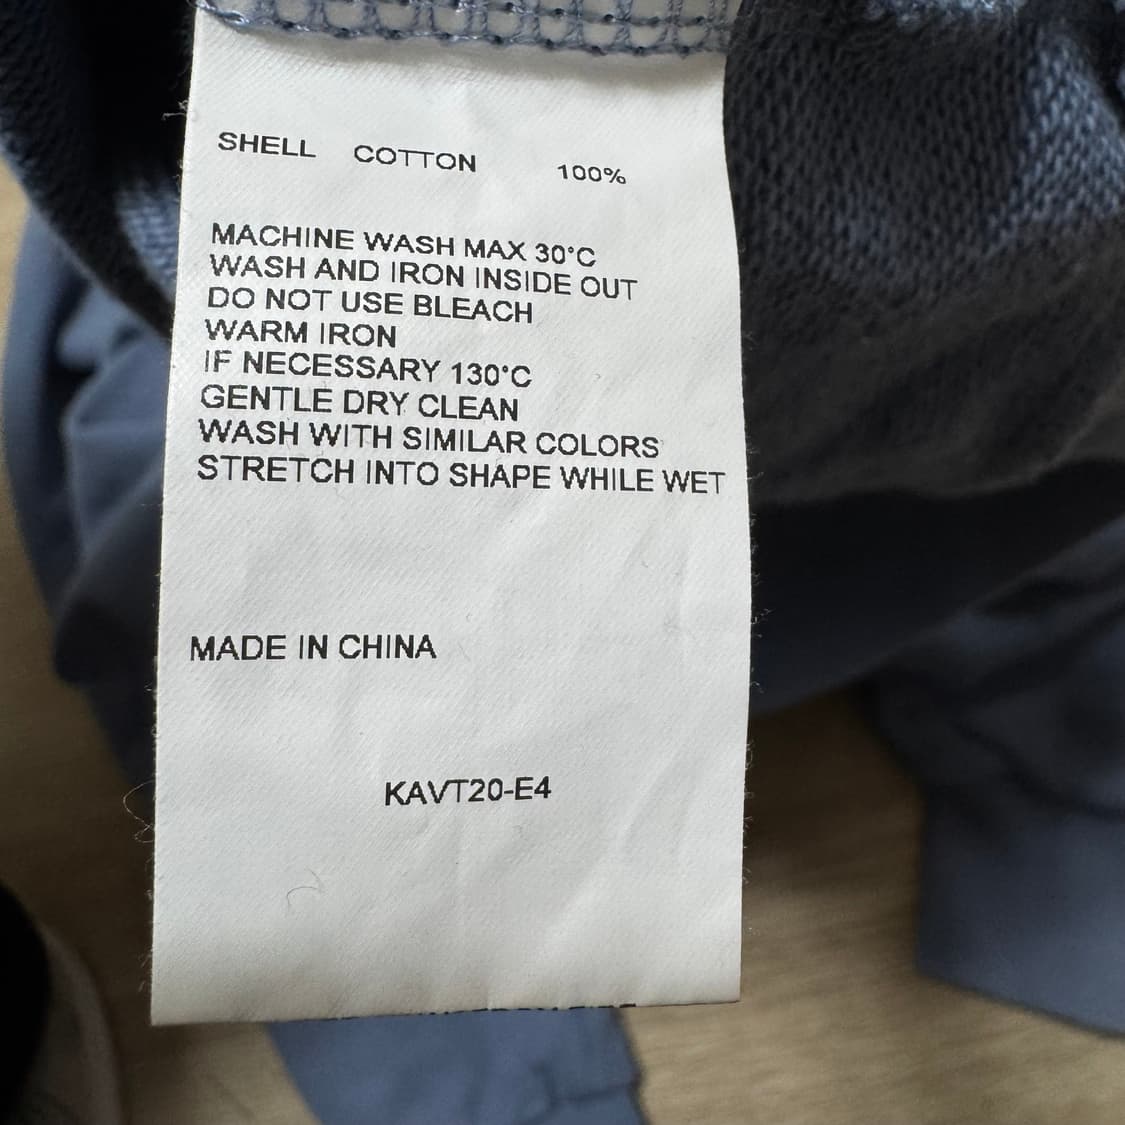 SHELL COTTON 100%
MACHINE WASH MAX 30°C
WASH AND IRON INSIDE OUT
DO NOT USE BLEACH
WARM IRON
IF NECESSARY 130°C
GENTLE DRY CLEAN
WASH WITH SIMILAR COLORS
STRETCH INTO SHAPE WHILE WET
MADE IN CHINA
KAVT20-E4